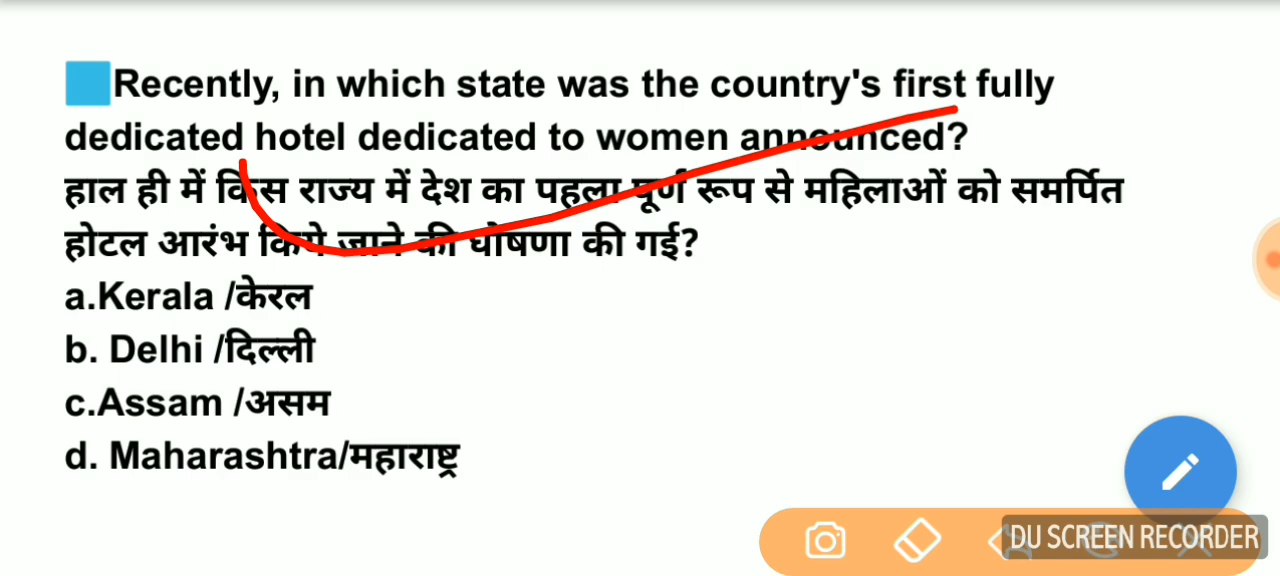 Recently, in which state was the country's first fully
dedicated hotel dedicated to women announced?
हाल ही में किस राज्य में देश का पहला पूर्ण रूप से महिलाओं को समर्पित
होटल आरंभ किये जाने की घोषणा की गई?
a.Kerala /केरल
b. Delhi /दिल्ली
c.Assam /असम
d. Maharashtra/महाराष्ट्र
DU SCREEN RECORDER